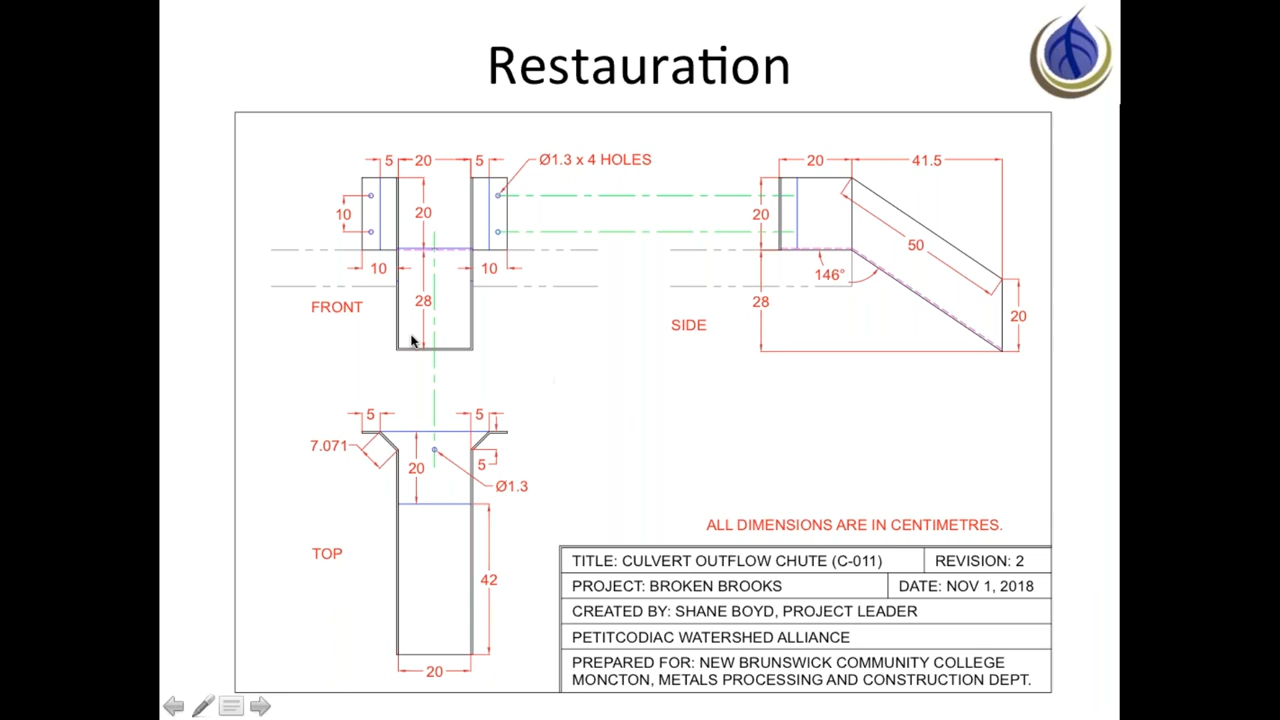 Restauration
5 20 5 Ø1.3 x 4 HOLES 20 41.5
10 20 20 50
10 10 146°
28 28 20
FRONT SIDE
5 5
7.071 20 5
Ø1.3
ALL DIMENSIONS ARE IN CENTIMETRES.
TOP 42
20
TITLE: CULVERT OUTFLOW CHUTE (C-011) REVISION: 2
PROJECT: BROKEN BROOKS DATE: NOV 1, 2018
CREATED BY: SHANE BOYD, PROJECT LEADER
PETITCODIAC WATERSHED ALLIANCE
PREPARED FOR: NEW BRUNSWICK COMMUNITY COLLEGE
MONCTON, METALS PROCESSING AND CONSTRUCTION DEPT.